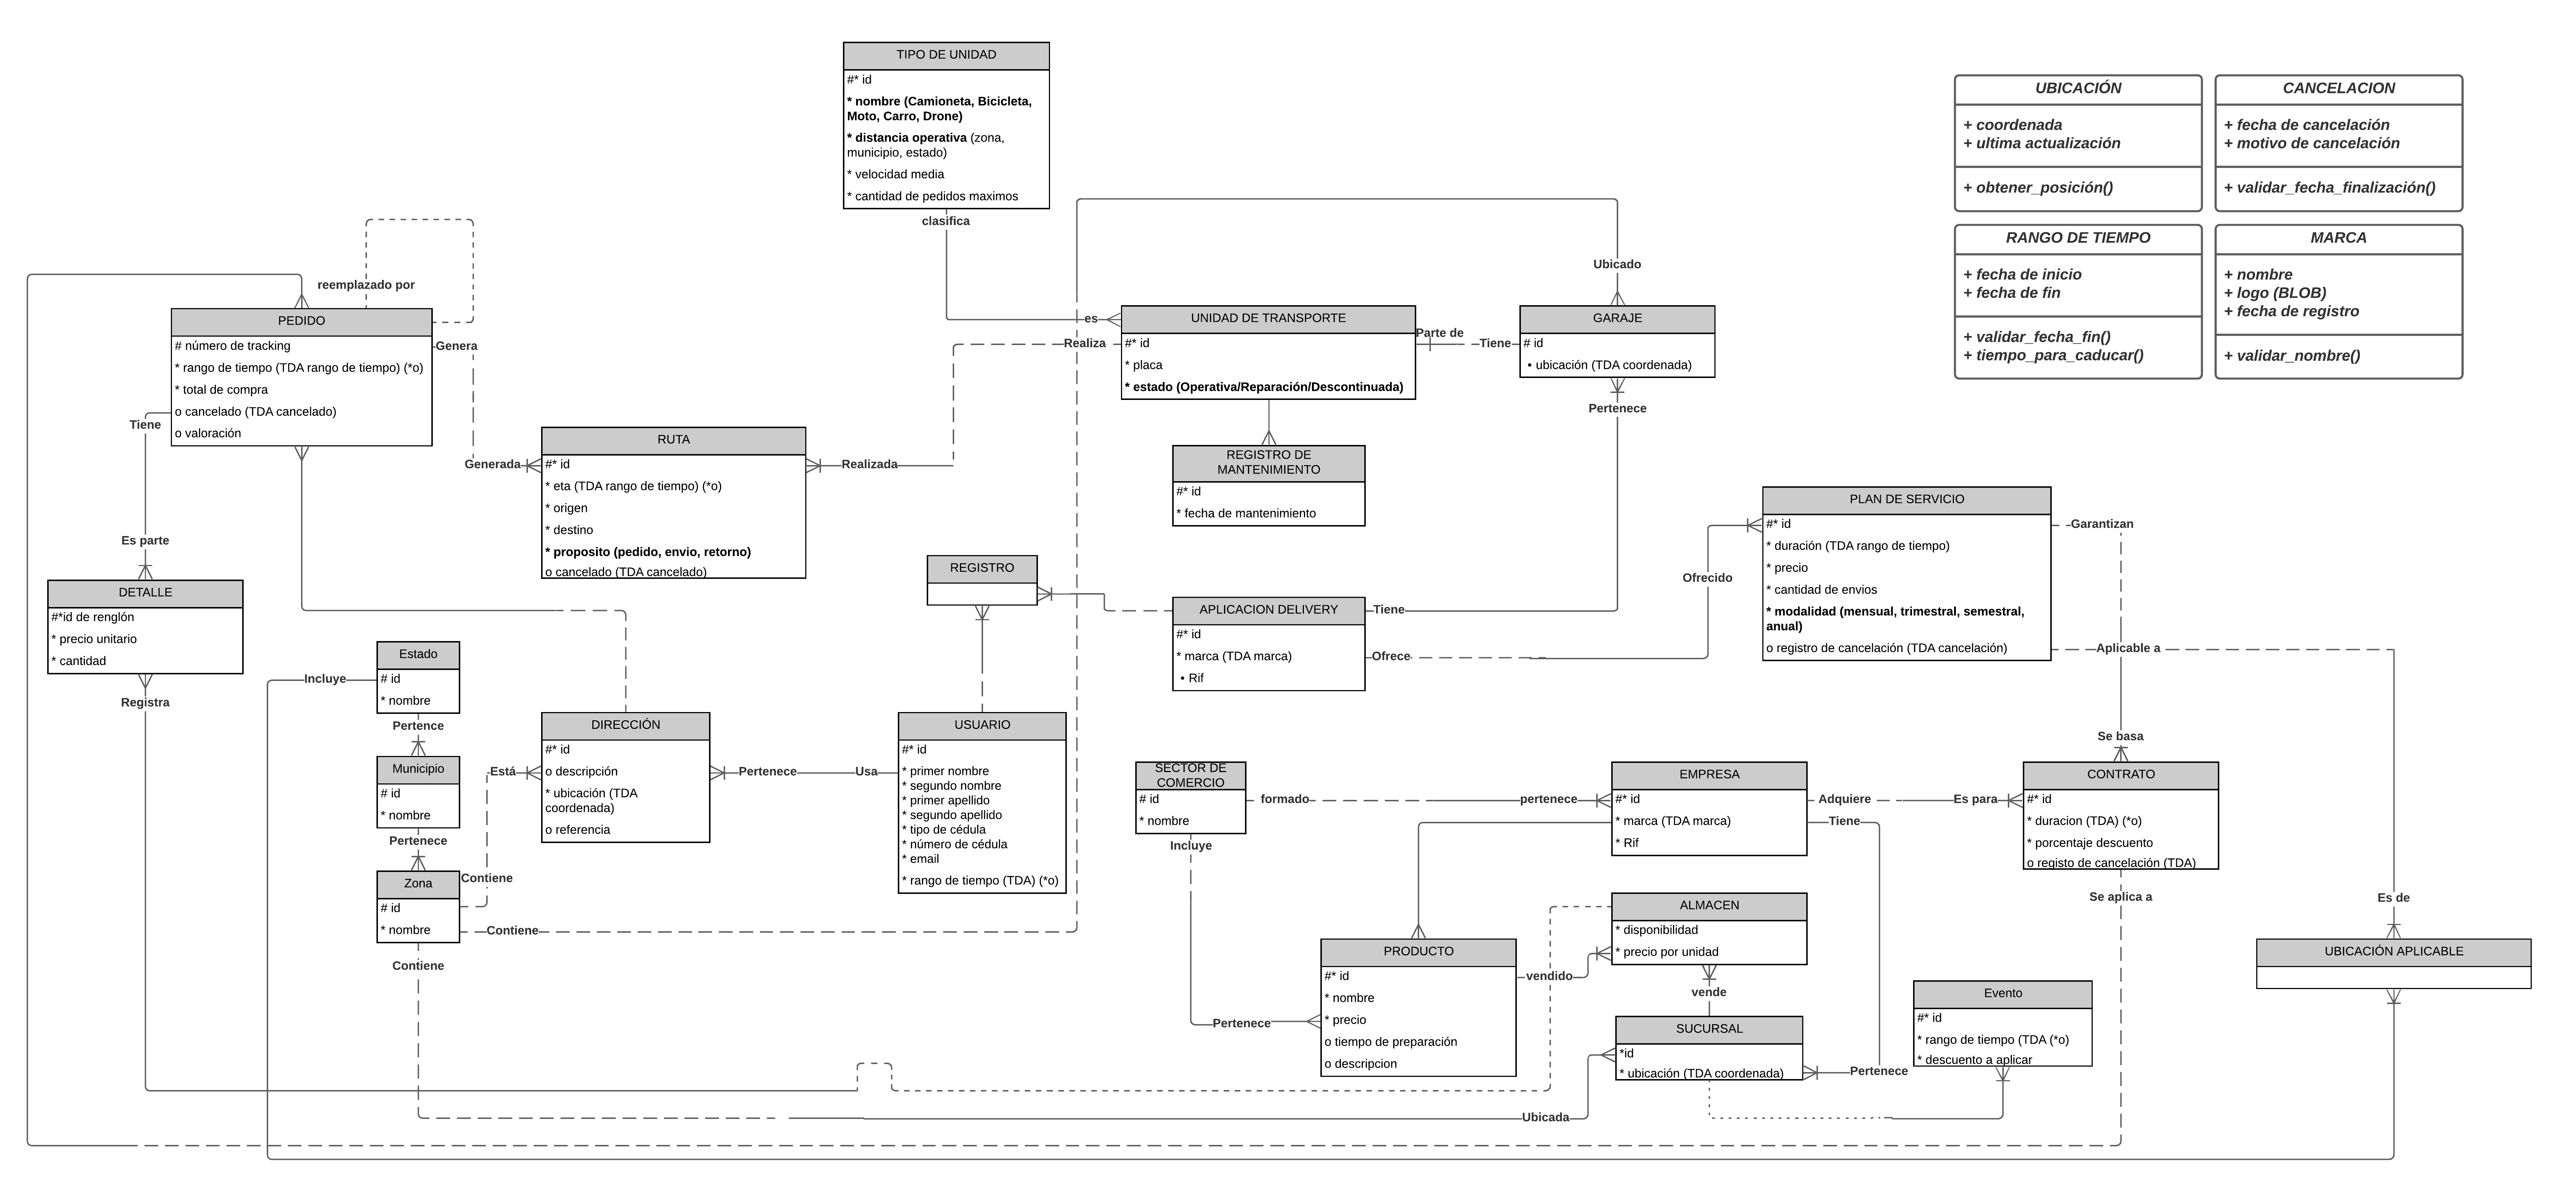 TIPO DE UNIDAD
#* id
* nombre (Camioneta, Bicicleta,
Moto, Carro, Drone)
* distancia operativa (zona,
municipio, estado)
* velocidad media
* cantidad de pedidos maximos
clasifica
UBICACIÓN
+ coordenada
+ ultima actualización
+ obtener_posición()
CANCELACION
+ fecha de cancelación
+ motivo de cancelación
+ validar_fecha_finalización()
RANGO DE TIEMPO
+ fecha de inicio
+ fecha de fin
+ validar_fecha_fin()
+ tiempo_para_caducar()
MARCA
+ nombre
+ logo (BLOB)
+ fecha de registro
+ validar_nombre()
reemplazado por
PEDIDO
# número de tracking
* rango de tiempo (TDA rango de tiempo) (*o)
* total de compra
o cancelado (TDA cancelado)
o valoración
Genera
Tiene
Es parte
Generada
RUTA
#* id
* eta (TDA rango de tiempo) (*o)
* origen
* destino
* proposito (pedido, envio, retorno)
o cancelado (TDA cancelado)
Realizada
Realiza
es
UNIDAD DE TRANSPORTE
#* id
* placa
* estado (Operativa/Reparación/Descontinuada)
Parte de
Tiene
Ubicado
GARAJE
# id
• ubicación (TDA coordenada)
Pertenece
REGISTRO DE
MANTENIMIENTO
#* id
* fecha de mantenimiento
PLAN DE SERVICIO
#* id
* duración (TDA rango de tiempo)
* precio
* cantidad de envios
* modalidad (mensual, trimestral, semestral,
anual)
o registro de cancelación (TDA cancelación)
Garantizan
Ofrecido
Aplicable a
REGISTRO
APLICACION DELIVERY
#* id
* marca (TDA marca)
• Rif
Tiene
Ofrece
DETALLE
#*id de renglón
* precio unitario
* cantidad
Registra
Estado
# id
* nombre
Incluye
Pertence
Municipio
# id
* nombre
Pertenece
Zona
# id
* nombre
Contiene
Contiene
Contiene
Está
DIRECCIÓN
#* id
o descripción
* ubicación (TDA
coordenada)
o referencia
Pertenece
Usa
USUARIO
#* id
* primer nombre
* segundo nombre
* primer apellido
* segundo apellido
* tipo de cédula
* número de cédula
* email
* rango de tiempo (TDA) (*o)
SECTOR DE
COMERCIO
# id
* nombre
formado
pertenece
Incluye
EMPRESA
#* id
* marca (TDA marca)
* Rif
Adquiere
Es para
Tiene
Se basa
CONTRATO
#* id
* duracion (TDA) (*o)
* porcentaje descuento
o registo de cancelación (TDA)
Se aplica a
Es de
ALMACEN
* disponibilidad
* precio por unidad
vende
vendido
PRODUCTO
#* id
* nombre
* precio
o tiempo de preparación
o descripcion
Pertenece
UBICACIÓN APLICABLE
Evento
#* id
* rango de tiempo (TDA (*o)
* descuento a aplicar
SUCURSAL
*id
* ubicación (TDA coordenada)
Pertenece
Ubicada